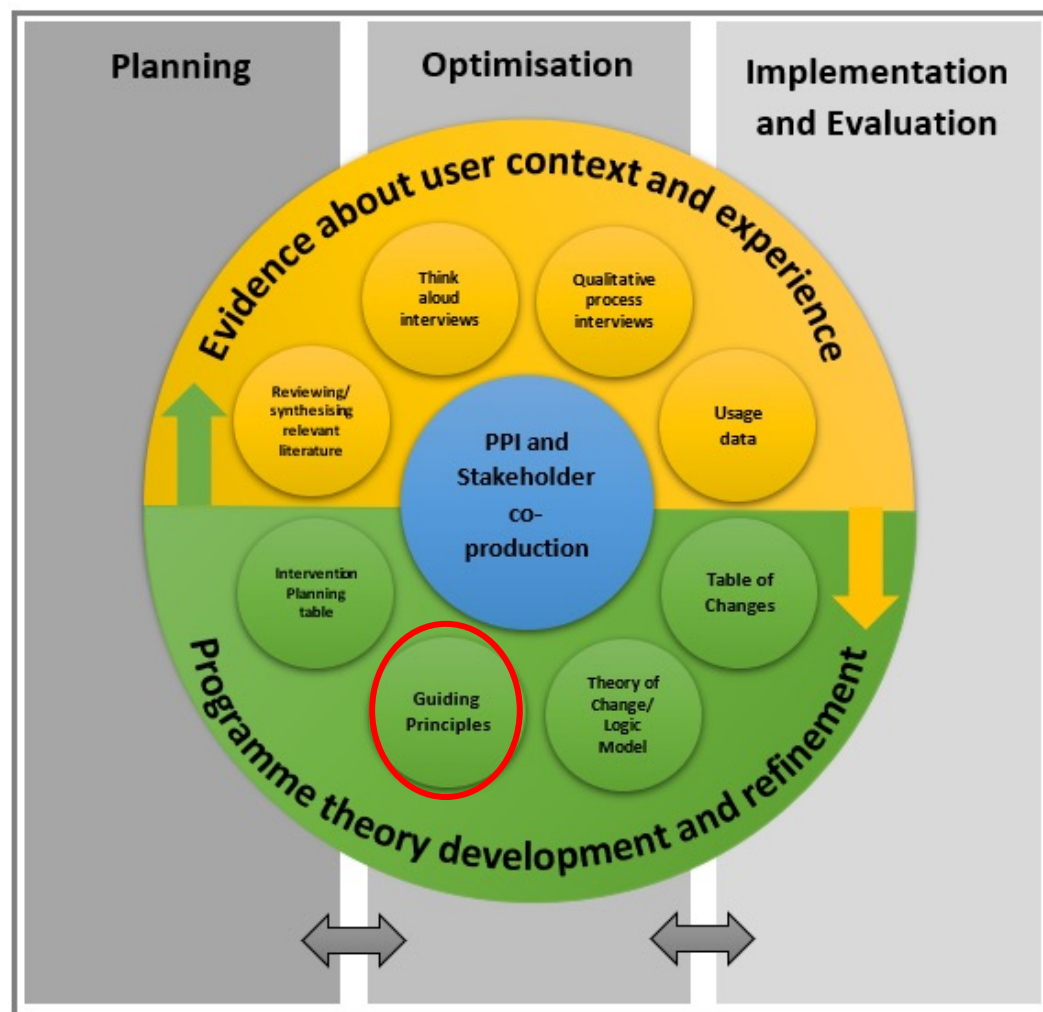 Planning
Optimisation
Implementation
and Evaluation
Evidence about user context and experience
Think
aloud
interviews
Qualitative
process
interviews
Reviewing/
synthesising
relevant
literature
Usage
data
PPI and
Stakeholder
co-
production
Intervention
Planning
table
Table of
Changes
Guiding
Principles
Theory of
Change/
Logic
Model
Programme theory development and refinement